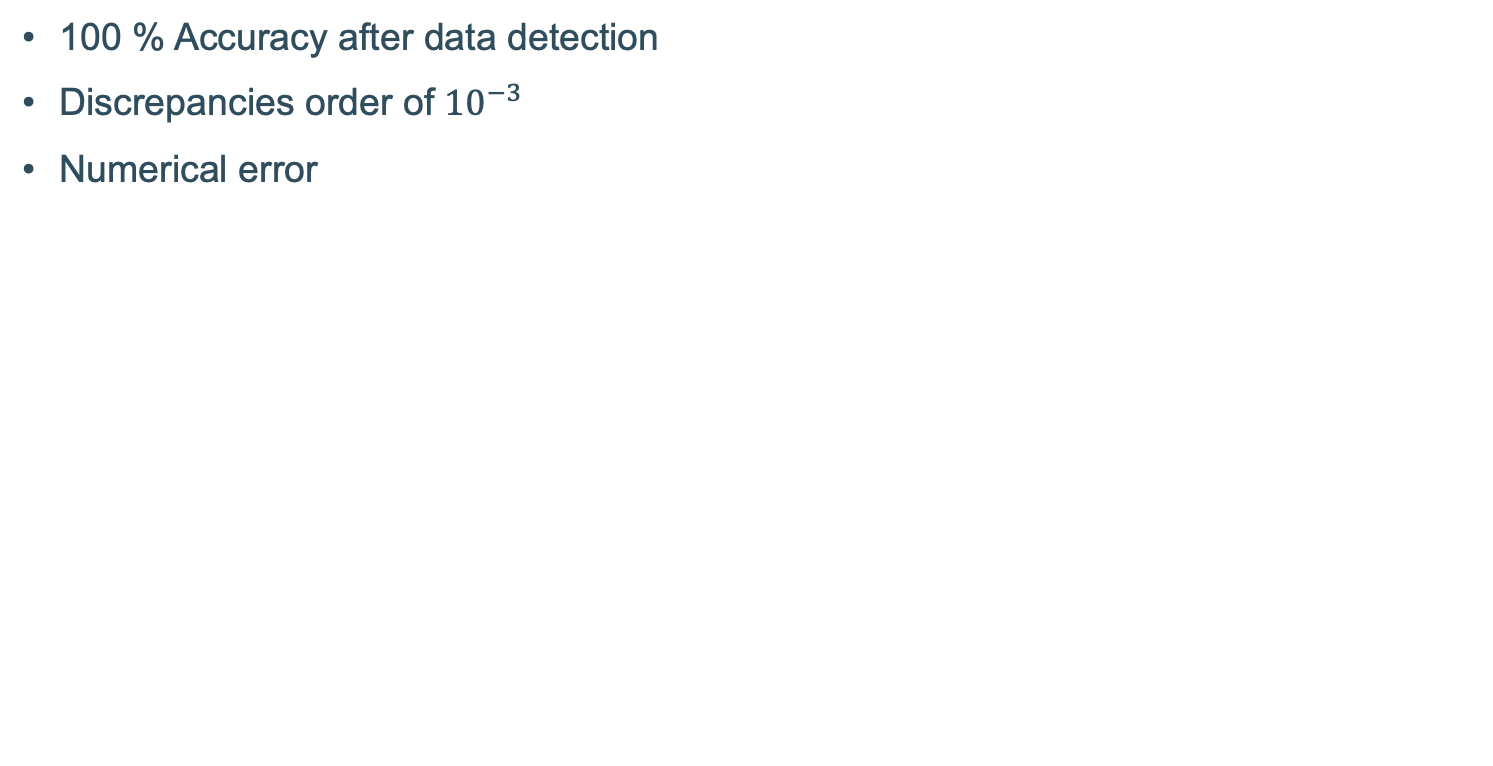 • 100 % Accuracy after data detection
• Discrepancies order of 10⁻³
• Numerical error